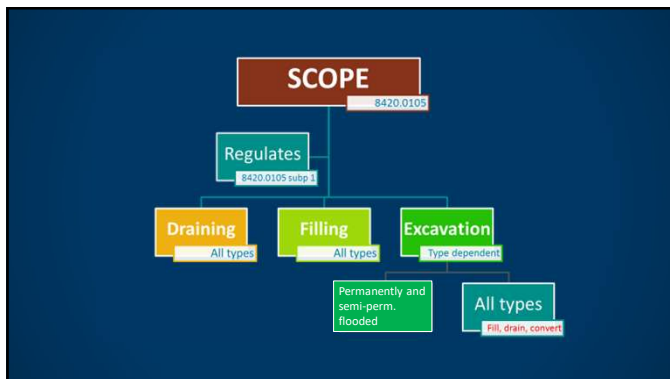 SCOPE
8420.0105
Regulates
8420.0105 subp 1
Draining
All types
Filling
All types
Excavation
Type dependent
Permanently and
semi-perm.
flooded
All types
Fill, drain, convert